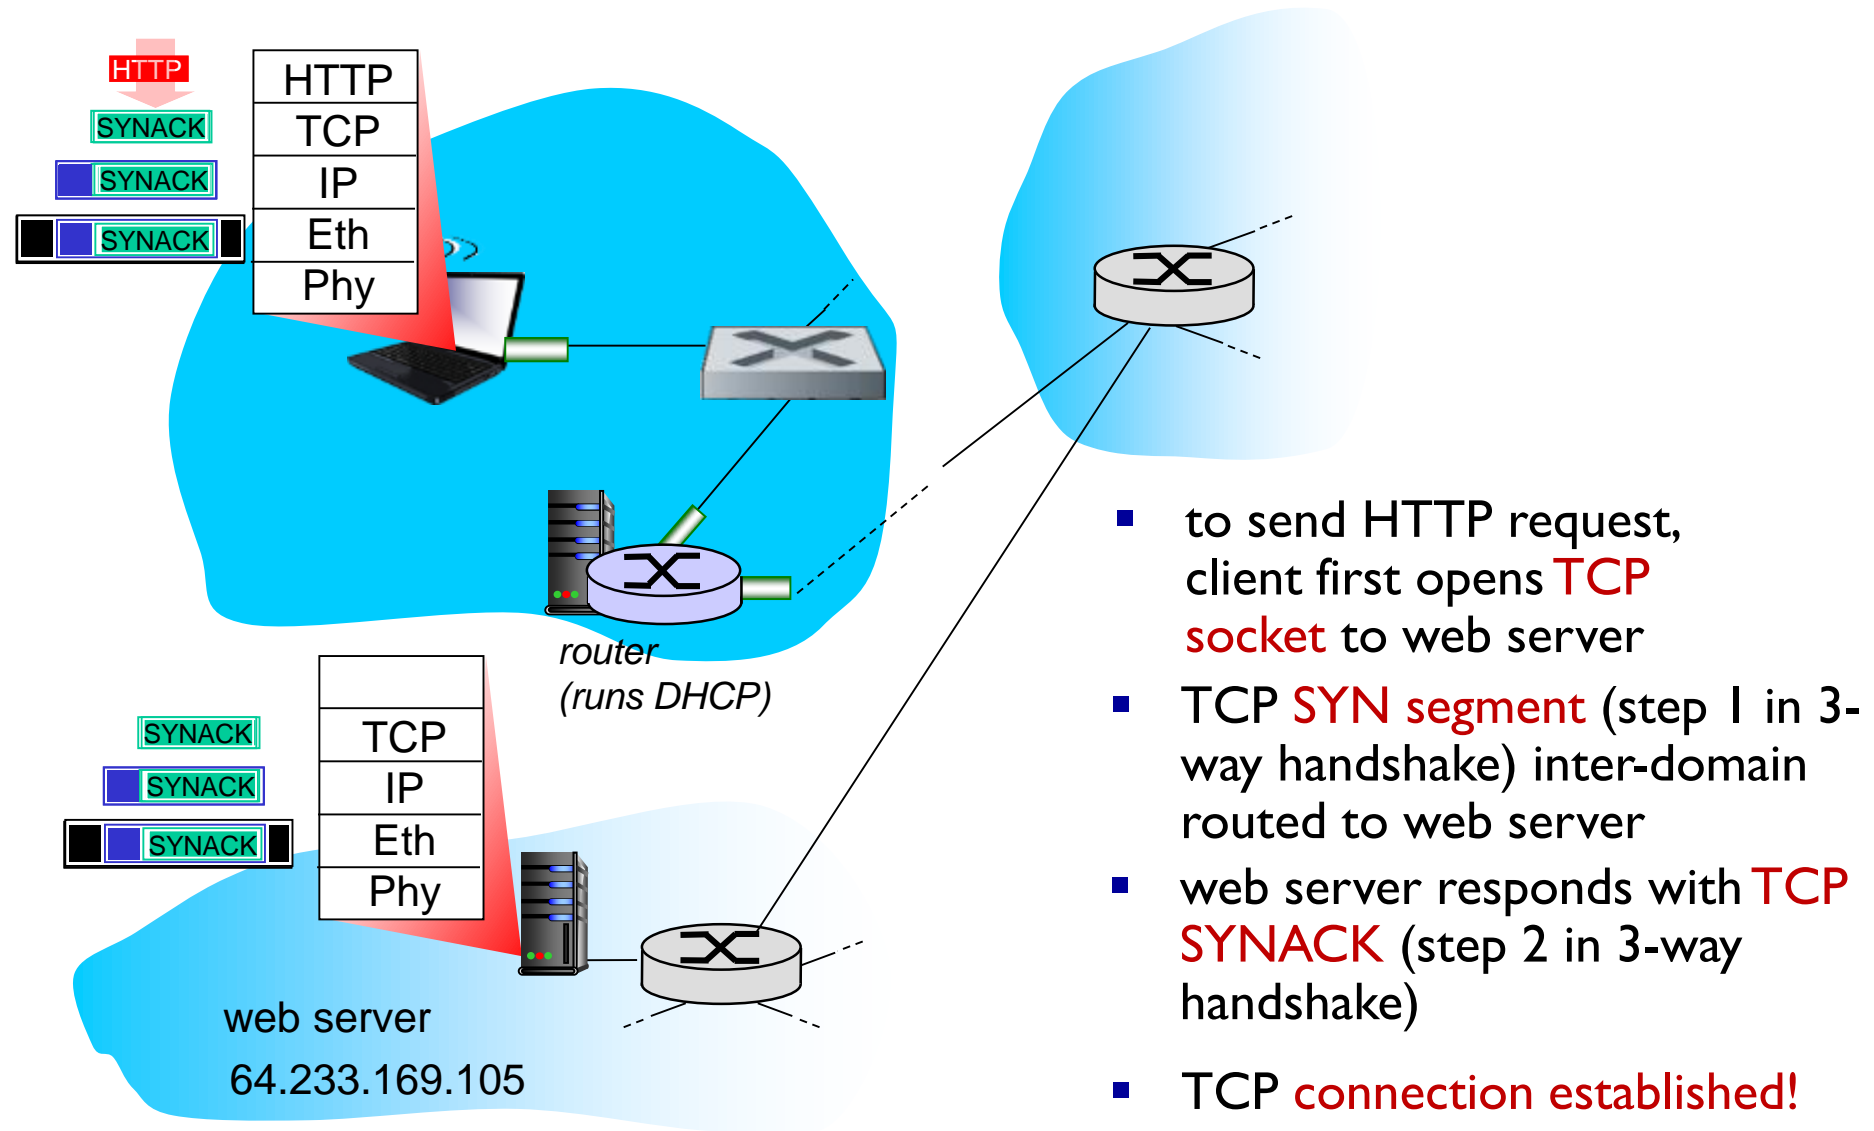 HTTP
SYNACK
SYNACK
SYNACK
HTTP
TCP
IP
Eth
Phy
router
(runs DHCP)
SYNACK
SYNACK
SYNACK
TCP
IP
Eth
Phy
web server
64.233.169.105
▪ to send HTTP request,
client first opens TCP
socket to web server
▪ TCP SYN segment (step 1 in 3-
way handshake) inter-domain
routed to web server
▪ web server responds with TCP
SYNACK (step 2 in 3-way
handshake)
▪ TCP connection established!